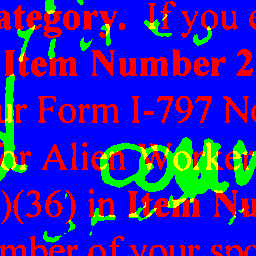 ategory. If you e
Item Number 2
ur Form I-797 No
or Alien Worker
)(36) in Item Nu
mber of your spo